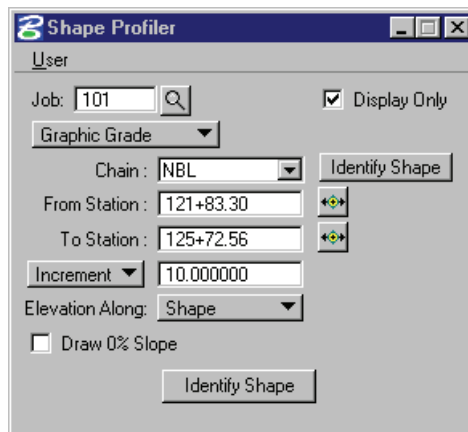 Shape Profiler
User
Job: 101 Display Only
Graphic Grade
Chain : NBL Identify Shape
From Station : 121+83.30
To Station : 125+72.56
Increment 10.000000
Elevation Along: Shape
Draw 0% Slope
Identify Shape